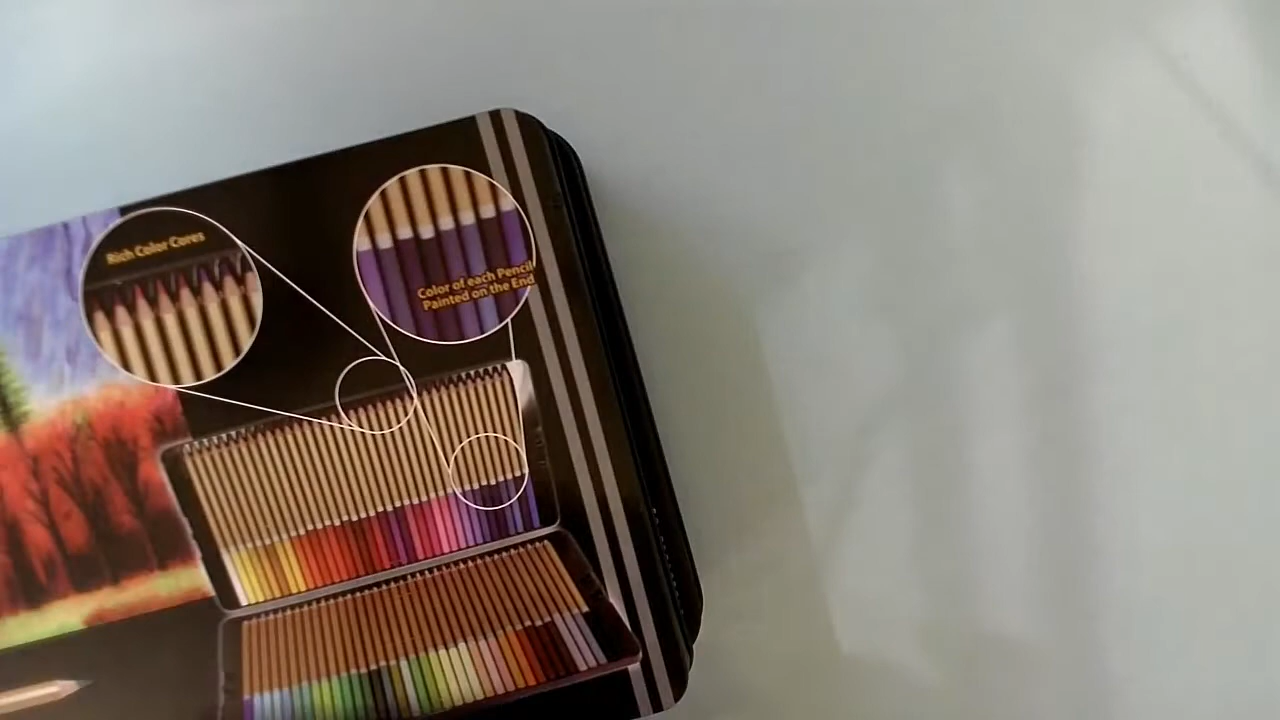 Rich Color Cores
Color of each Pencil
Painted on the End